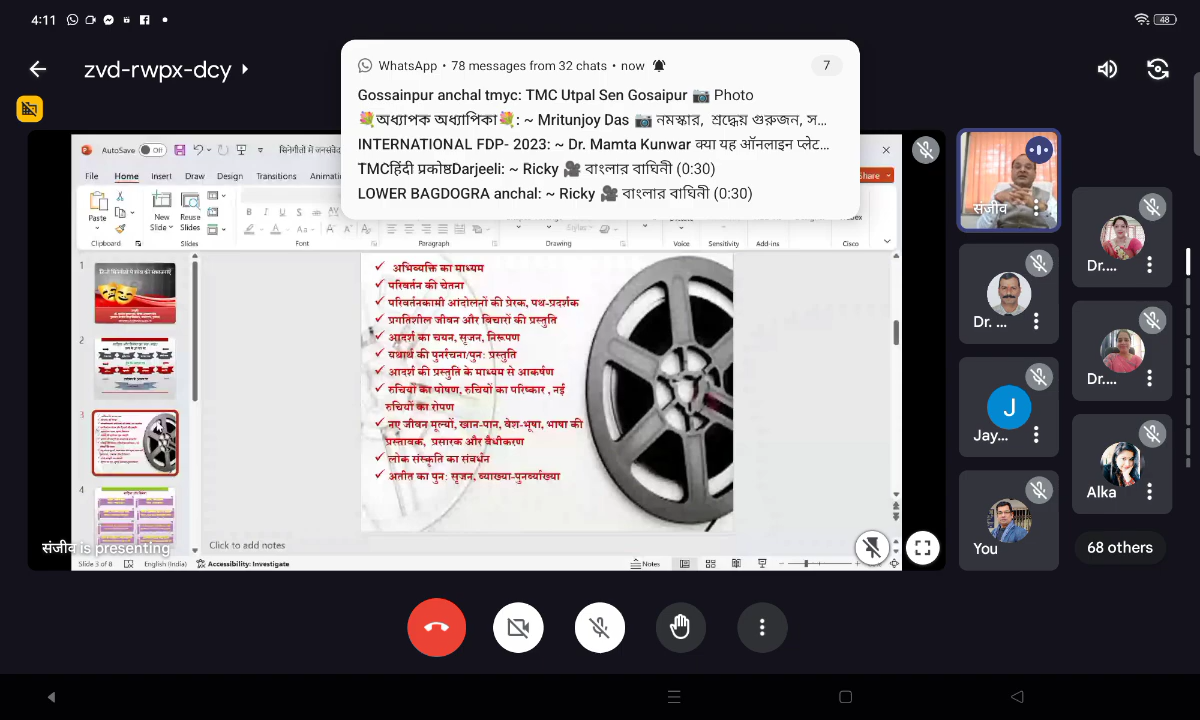 4:11
48
zvd-rwpx-dcy
WhatsApp • 78 messages from 32 chats • now
7
Gossainpur anchal tmyc: TMC Utpal Sen Gosaipur 📷 Photo
💐অধ্যাপক অধ্যাপিকা💐: ~ Mritunjoy Das 📷 নমস্কার, শ্রদ্ধেয় গুরুজন, স...
INTERNATIONAL FDP- 2023: ~ Dr. Mamta Kunwar क्या यह ऑनलाइन प्लेट...
TMCहिंदी प्रकोष्ठDarjeeli: ~ Ricky 🎥 বাংলার বাঘিনী (0:30)
LOWER BAGDOGRA anchal: ~ Ricky 🎥 বাংলার বাঘিনী (0:30)
AutoSave Off
Share
File Home Insert Draw Design Transitions Animati
Paste
New Slide
Reuse Slides
Clipboard Slides Font Paragraph Drawing Voice Sensitivity Add-ins Cisco
1
2
3
4
✓ अभिव्यक्ति का माध्यम
✓ परिवर्तन की चेतना
✓ परिवर्तनकामी आंदोलनों की प्रेरक, पथ-प्रदर्शक
✓ प्रगतिशील जीवन और विचारों की प्रस्तुति
✓ आदर्श का चयन, सृजन, निरूपण
✓ यथार्थ की पुनर्रचना/पुनः प्रस्तुति
✓ आदर्श की प्रस्तुति के माध्यम से आकर्षण
✓ रुचियों का पोषण, रुचियों का परिष्कार , नई
रुचियों का रोपण
✓ नए जीवन मूल्यों, खान-पान, वेश-भूषा, भाषा की
प्रस्तावक, प्रसारक और वैधीकरण
✓ लोक संस्कृति का संवर्धन
✓ अतीत का पुनः सृजन, व्याख्या-पुनर्व्याख्या
Click to add notes
संजीव is presenting
Slide 3 of 8 English (India) Accessibility: Investigate Notes
संजीव
Dr....
Dr. ...
Dr....
J
Jay...
Alka
You
68 others